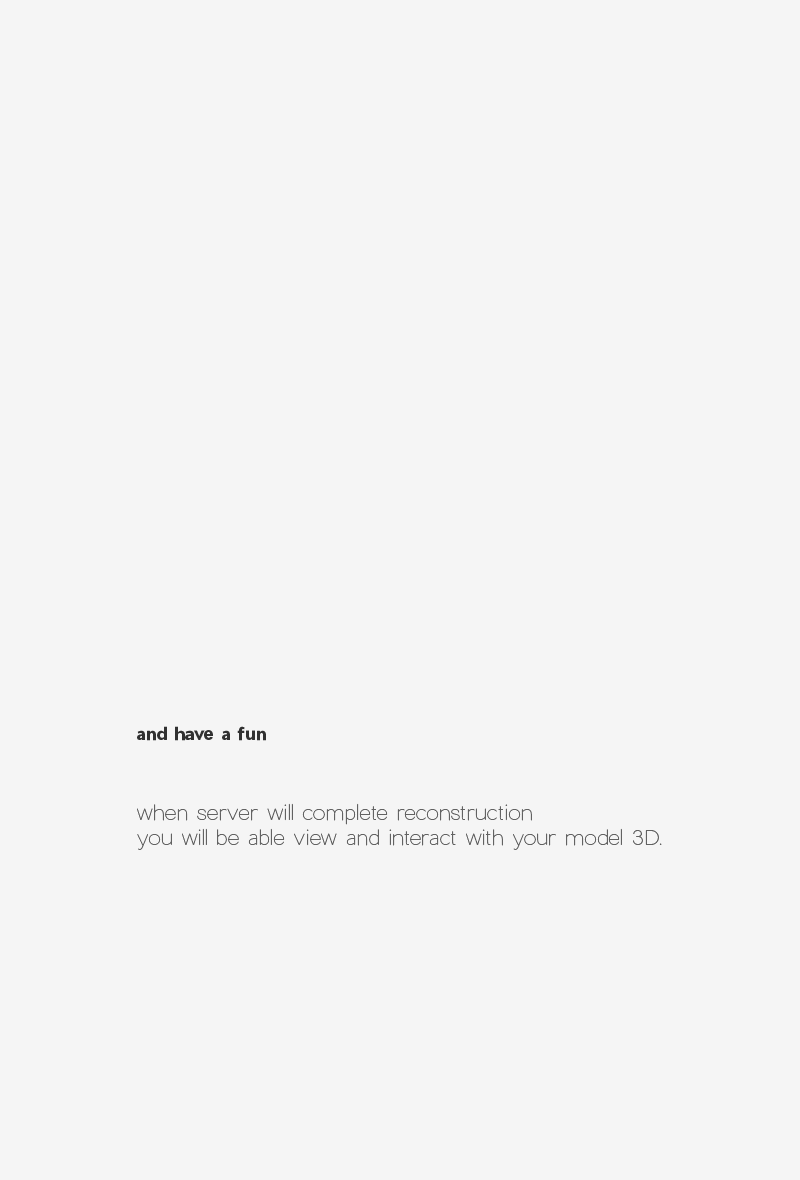 and have a fun
when server will complete reconstruction
you will be able view and interact with your model 3D.